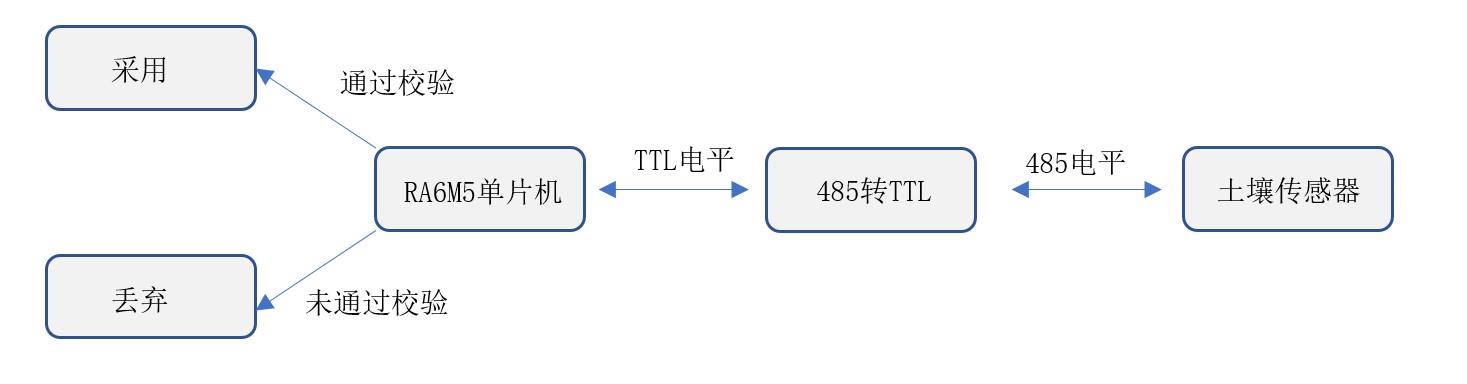 采用
通过校验
RA6M5单片机
TTL电平
485转TTL
485电平
土壤传感器
丢弃
未通过校验